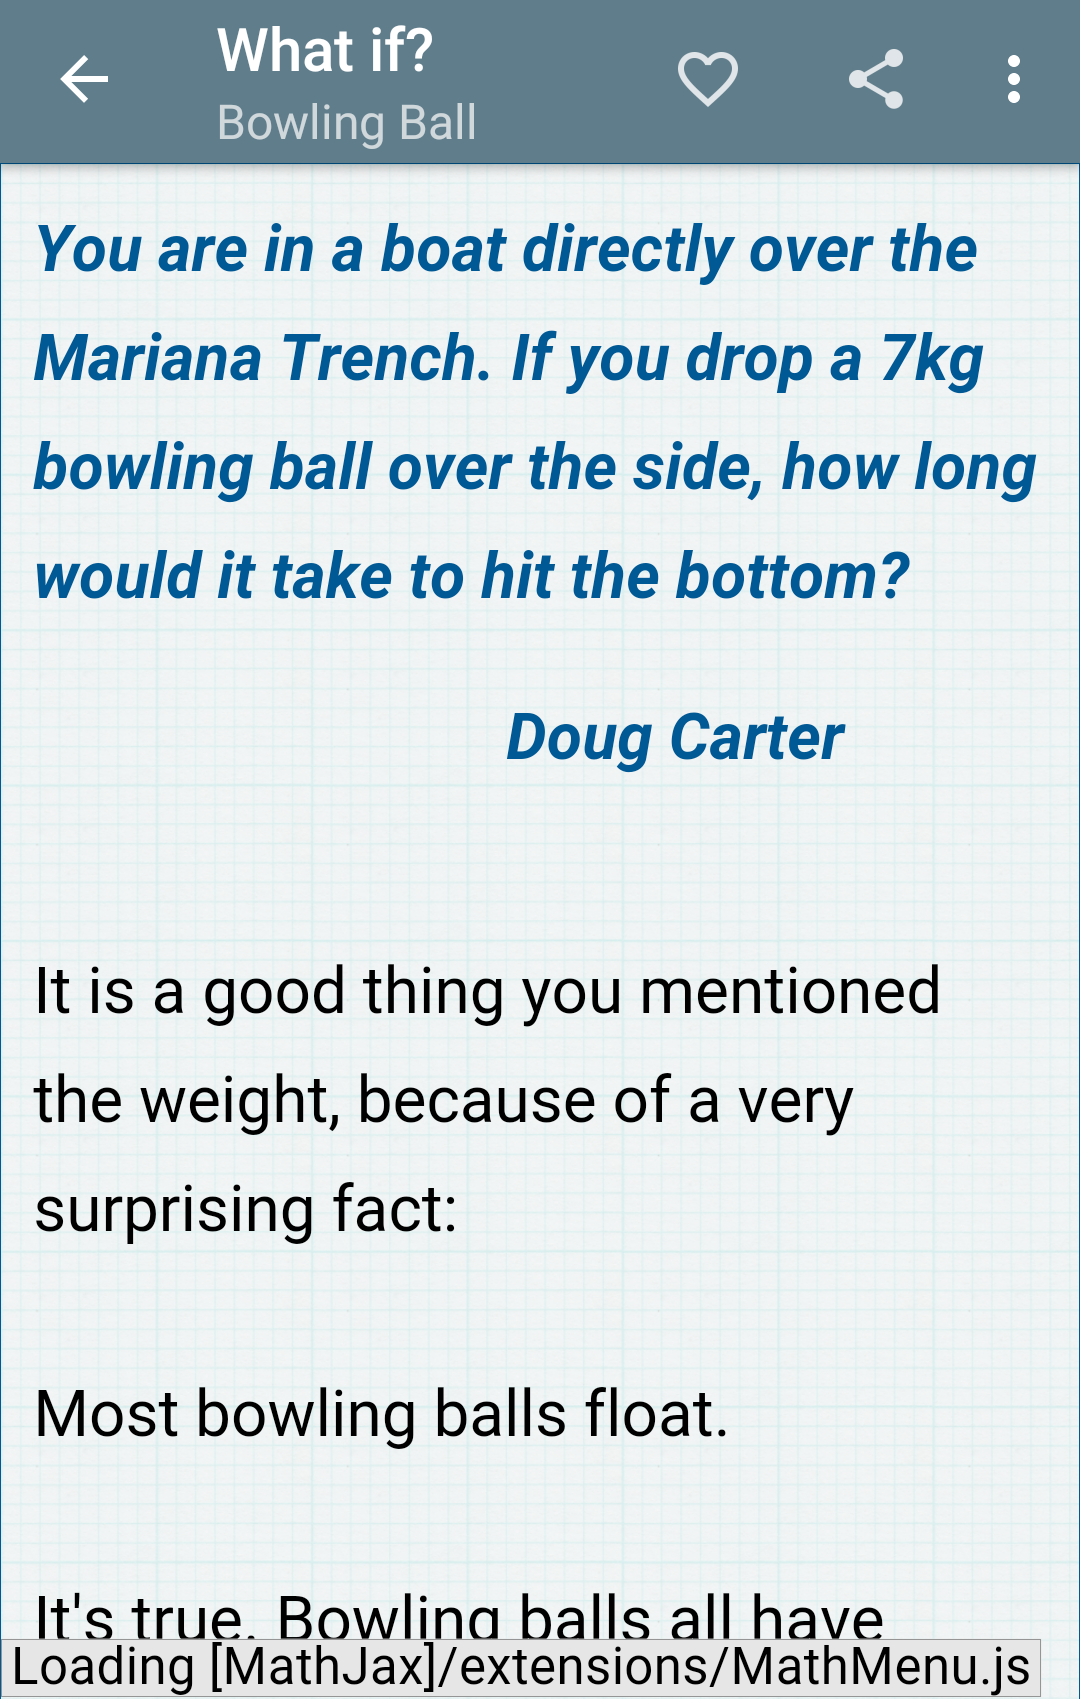 What if?
Bowling Ball
You are in a boat directly over the
Mariana Trench. If you drop a 7kg
bowling ball over the side, how long
would it take to hit the bottom?
Doug Carter
It is a good thing you mentioned
the weight, because of a very
surprising fact:
Most bowling balls float.
It's true. Bowling balls all have
Loading [MathJax]/extensions/MathMenu.js